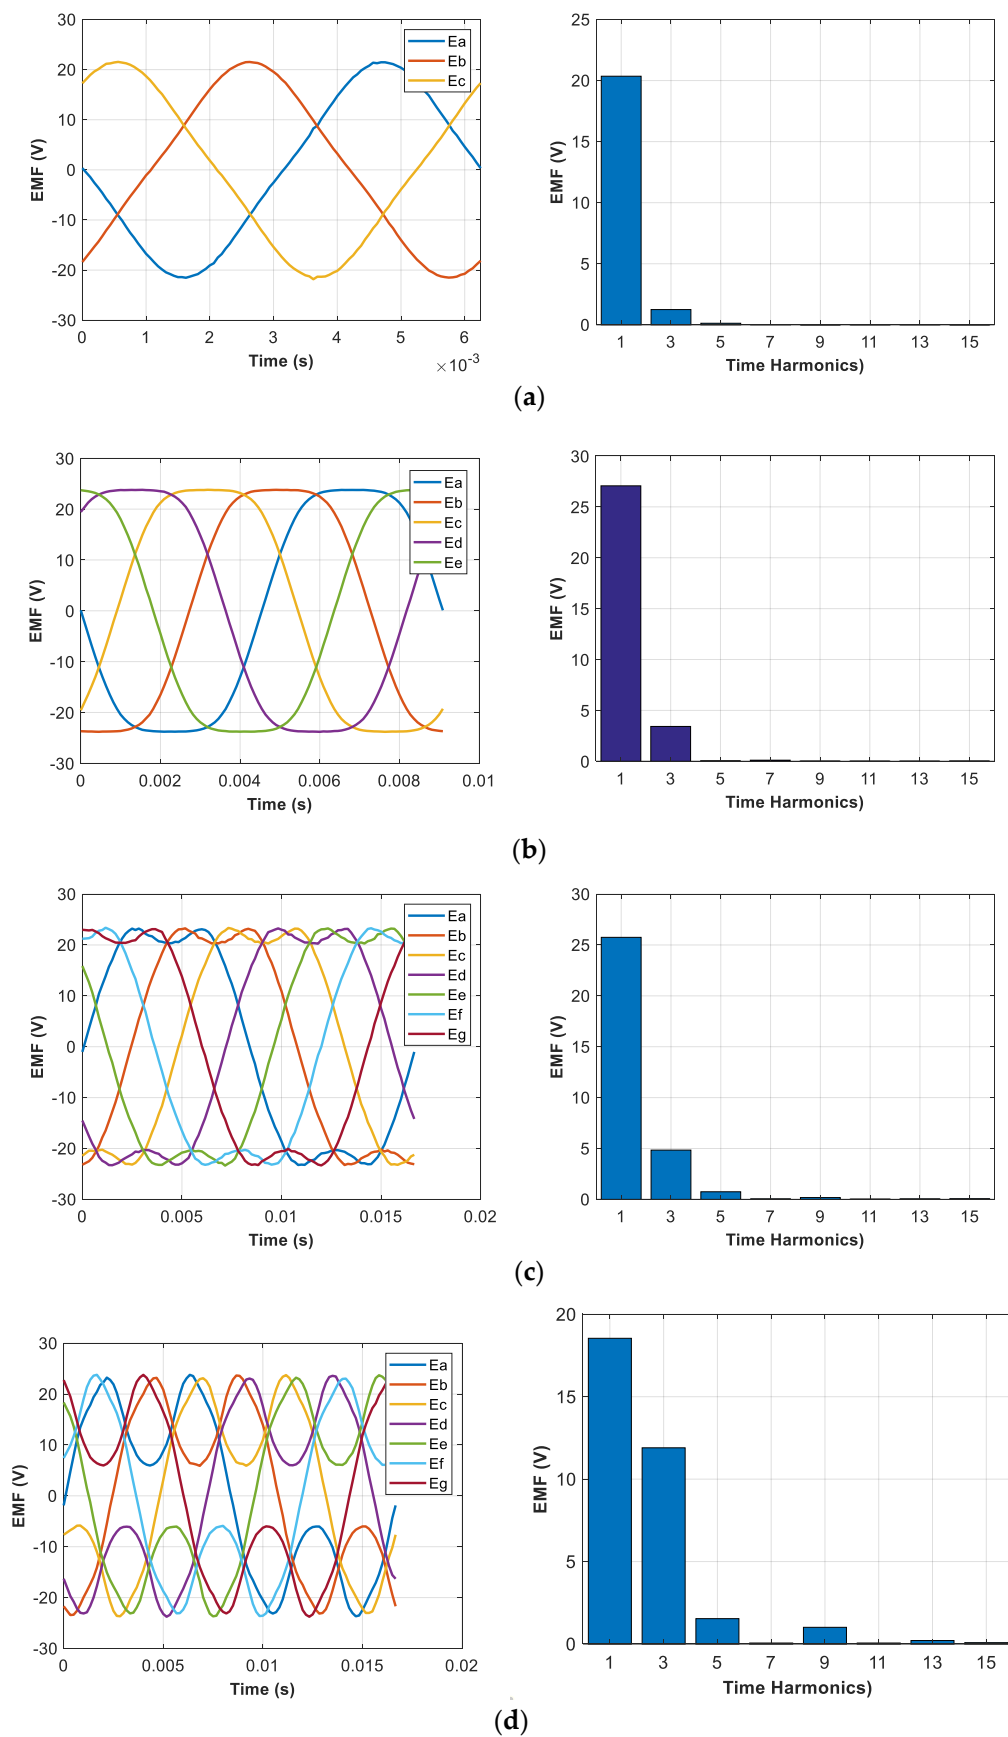 30
20
10
0
-10
-20
-30
EMF (V)
Ea
Eb
Ec
0 1 2 3 4 5 6
Time (s)
×10-3
25
20
15
10
5
0
EMF (V)
1 3 5 7 9 11 13 15
Time Harmonics)
(a)
30
20
10
0
-10
-20
-30
EMF (V)
Ea
Eb
Ec
Ed
Ee
0 0.002 0.004 0.006 0.008 0.01
Time (s)
30
25
20
15
10
5
0
EMF (V)
1 3 5 7 9 11 13 15
Time Harmonics)
(b)
30
20
10
0
-10
-20
-30
EMF (V)
Ea
Eb
Ec
Ed
Ee
Ef
Eg
0 0.005 0.01 0.015 0.02
Time (s)
30
25
20
15
10
5
0
EMF (V)
1 3 5 7 9 11 13 15
Time Harmonics)
(c)
30
20
10
0
-10
-20
-30
EMF (V)
Ea
Eb
Ec
Ed
Ee
Ef
Eg
0 0.005 0.01 0.015 0.02
Time (s)
20
15
10
5
0
EMF (V)
1 3 5 7 9 11 13 15
Time Harmonics)
(d)